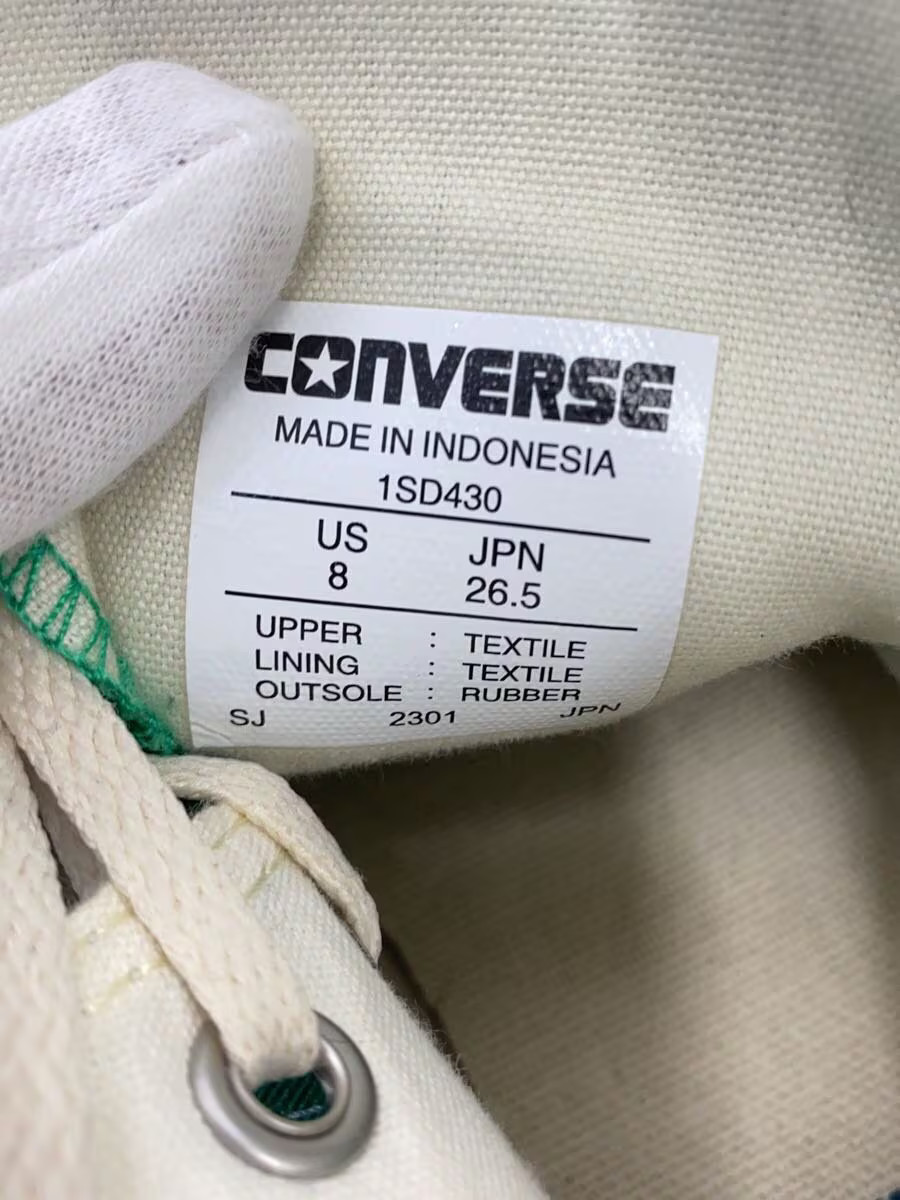 CONVERSE
MADE IN INDONESIA
1SD430
US JPN
8 26.5
UPPER : TEXTILE
LINING : TEXTILE
OUTSOLE : RUBBER
SJ 2301 JPN